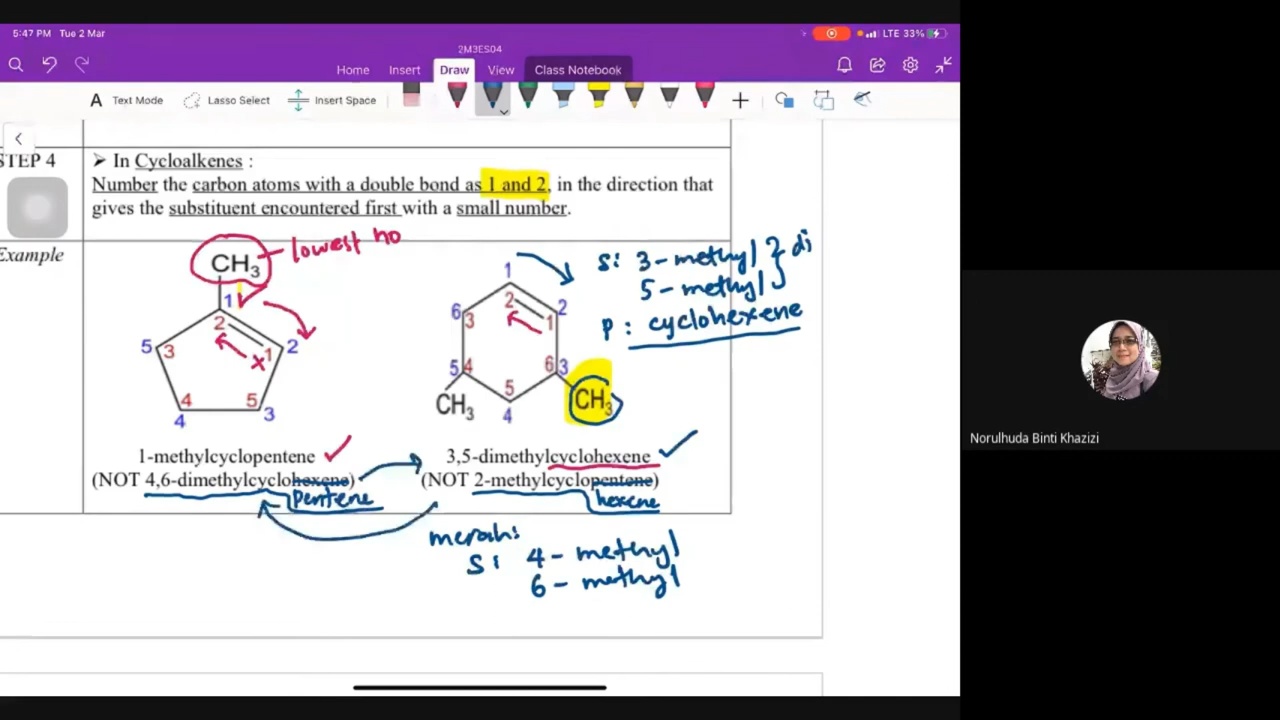 5:47 PM Tue 2 Mar
LTE 33%
2M3ES04
Home Insert Draw View Class Notebook
A Text Mode Lasso Select Insert Space
STEP 4
➤ In Cycloalkenes :
Number the carbon atoms with a double bond as 1 and 2, in the direction that
gives the substituent encountered first with a small number.
Example
CH3
lowest no
1
2
x1
2
5
3
4
5
4
3
1-methylcyclopentene
(NOT 4,6-dimethylcyclohexene)
Pentene
1
2
2
1
6
3
5
4
6
3
5
4
CH3
CH3
S: 3-methyl } di
5-methyl
P: cyclohexene
3,5-dimethylcyclohexene
(NOT 2-methylcyclopentene)
hexene
merah:
S: 4-methyl
6-methyl
Norulhuda Binti Khazizi